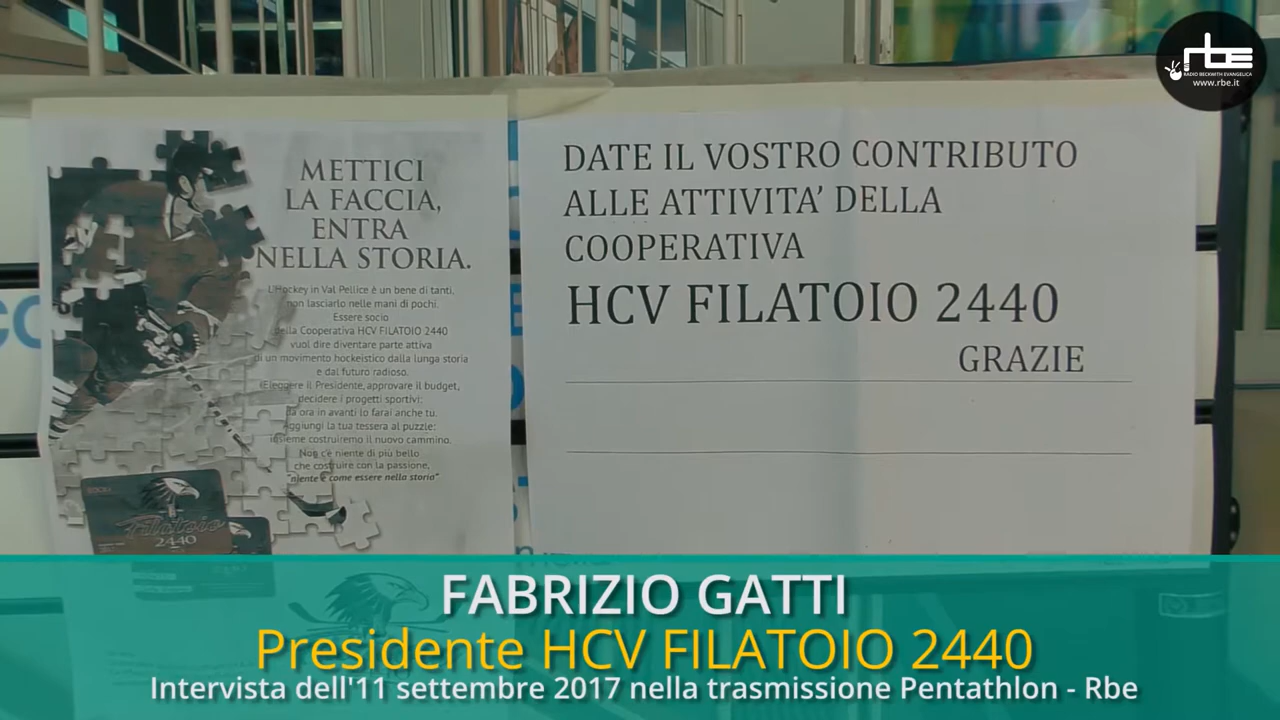 rbe
RADIO BECKWITH EVANGELICA
www.rbe.it
METTICI
LA FACCIA,
ENTRA
NELLA STORIA.
L'Hockey in Val Pellice è un bene di tanti,
non lasciarlo nelle mani di pochi.
Essere socio
della Cooperativa HCV FILATOIO 2440
vuol dire diventare parte attiva
di un movimento hockeistico dalla lunga storia
e dal futuro radioso.
Eleggere il Presidente, approvare il budget,
decidere i progetti sportivi:
da ora in avanti lo farai anche tu.
Aggiungi la tua tessera al puzzle:
insieme costruiremo il nuovo cammino.
Non c'è niente di più bello
che costruire con la passione,
"niente è come essere nella storia"
Filatoio
2440
DATE IL VOSTRO CONTRIBUTO
ALLE ATTIVITA' DELLA
COOPERATIVA
HCV FILATOIO 2440
GRAZIE
FABRIZIO GATTI
Presidente HCV FILATOIO 2440
Intervista dell'11 settembre 2017 nella trasmissione Pentathlon - Rbe